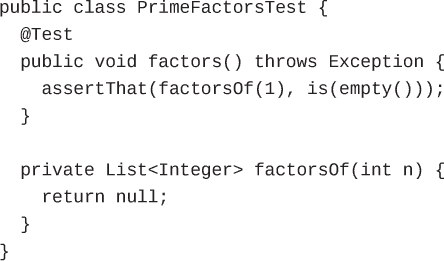 public class PrimeFactorsTest {
  @Test
  public void factors() throws Exception {
    assertThat(factorsOf(1), is(empty()));
  }

  private List<Integer> factorsOf(int n) {
    return null;
  }
}